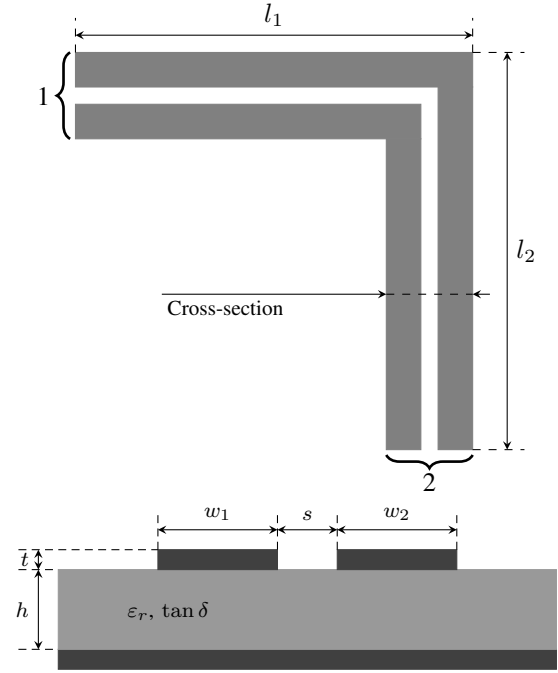 l₁
1
l₂
Cross-section
2
w₁ s w₂
t
h
εᵣ, tan δ